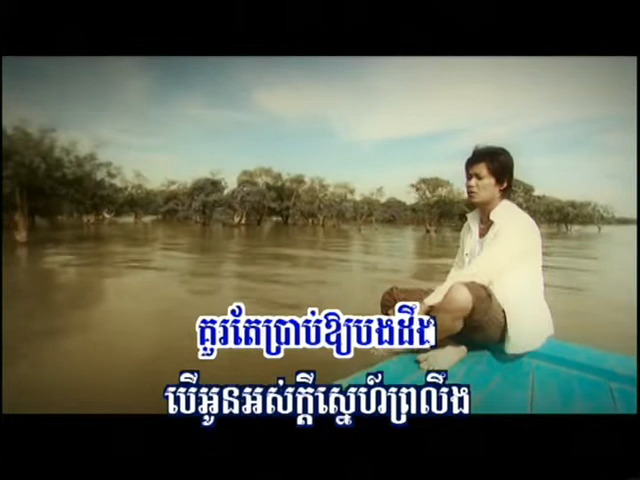 គួរតែប្រាប់ឱ្យបងដឹង
បើអូនអស់ក្ដីស្នេហ៍ព្រលឹង